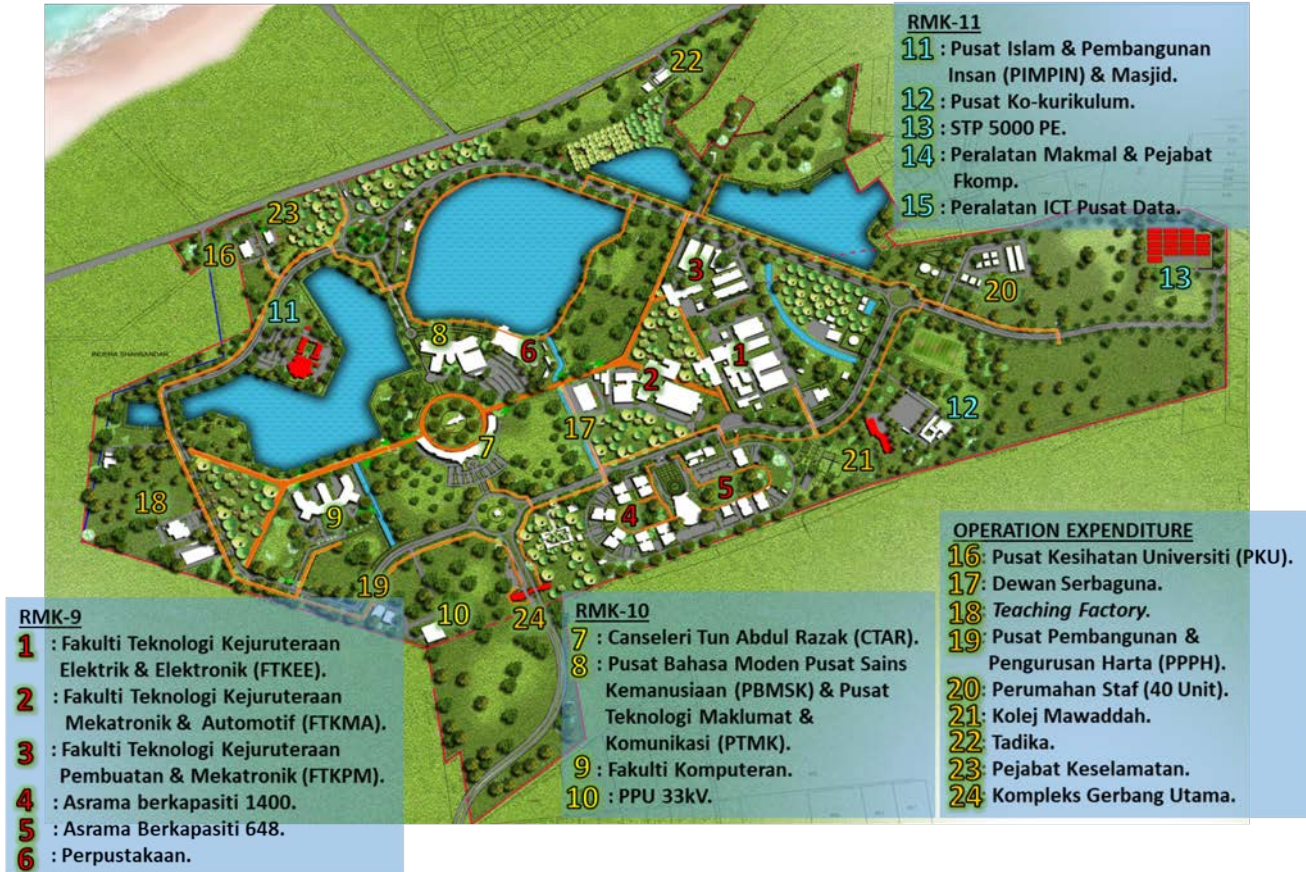 RMK-11
11 : Pusat Islam & Pembangunan
Insan (PIMPIN) & Masjid.
12 : Pusat Ko-kurikulum.
13 : STP 5000 PE.
14 : Peralatan Makmal & Pejabat
Fkomp.
15 : Peralatan ICT Pusat Data.
22
23
16
11
3
20
13
8
6
1
2
12
7
17
21
5
4
18
9
19
10
24
INDERA SHAHBANDAR
RMK-9
1 : Fakulti Teknologi Kejuruteraan
Elektrik & Elektronik (FTKEE).
2 : Fakulti Teknologi Kejuruteraan
Mekatronik & Automotif (FTKMA).
3 : Fakulti Teknologi Kejuruteraan
Pembuatan & Mekatronik (FTKPM).
4 : Asrama berkapasiti 1400.
5 : Asrama Berkapasiti 648.
6 : Perpustakaan.
RMK-10
7 : Canseleri Tun Abdul Razak (CTAR).
8 : Pusat Bahasa Moden Pusat Sains
Kemanusiaan (PBMSK) & Pusat
Teknologi Maklumat &
Komunikasi (PTMK).
9 : Fakulti Komputeran.
10 : PPU 33kV.
OPERATION EXPENDITURE
16: Pusat Kesihatan Universiti (PKU).
17: Dewan Serbaguna.
18: Teaching Factory.
19: Pusat Pembangunan &
Pengurusan Harta (PPPH).
20: Perumahan Staf (40 Unit).
21: Kolej Mawaddah.
22: Tadika.
23: Pejabat Keselamatan.
24: Kompleks Gerbang Utama.